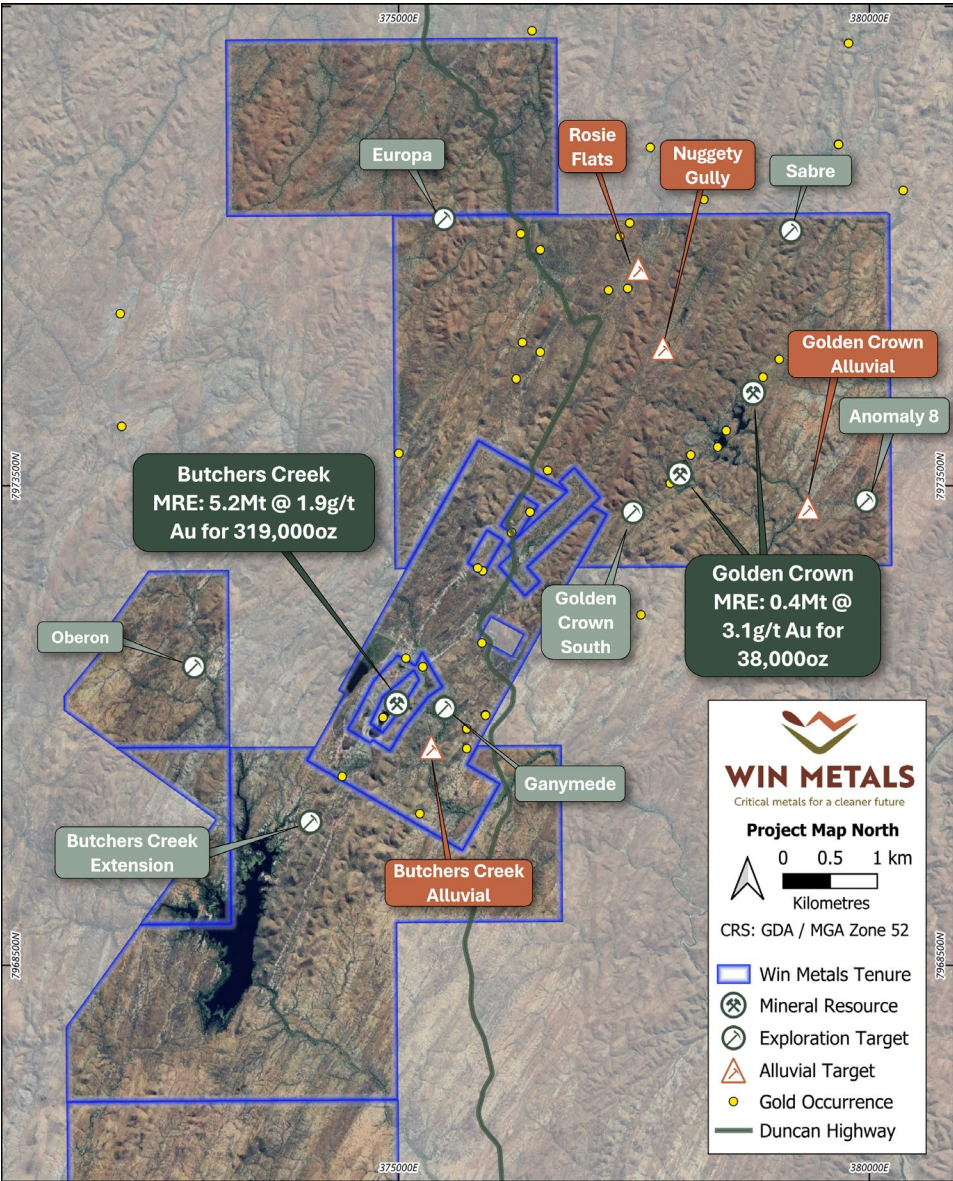 375000E
380000E
Europa
Rosie
Flats
Nuggety
Gully
Sabre
Golden Crown
Alluvial
Anomaly 8
7973500N
7973500N
Butchers Creek
MRE: 5.2Mt @ 1.9g/t
Au for 319,000oz
Golden
Crown
South
Golden Crown
MRE: 0.4Mt @
3.1g/t Au for
38,000oz
Oberon
Ganymede
Butchers Creek
Extension
Butchers Creek
Alluvial
WIN METALS
Critical metals for a cleaner future
Project Map North
0 0.5 1 km
Kilometres
CRS: GDA / MGA Zone 52
Win Metals Tenure
Mineral Resource
Exploration Target
Alluvial Target
Gold Occurrence
Duncan Highway
7968500N
7968500N
375000E
380000E